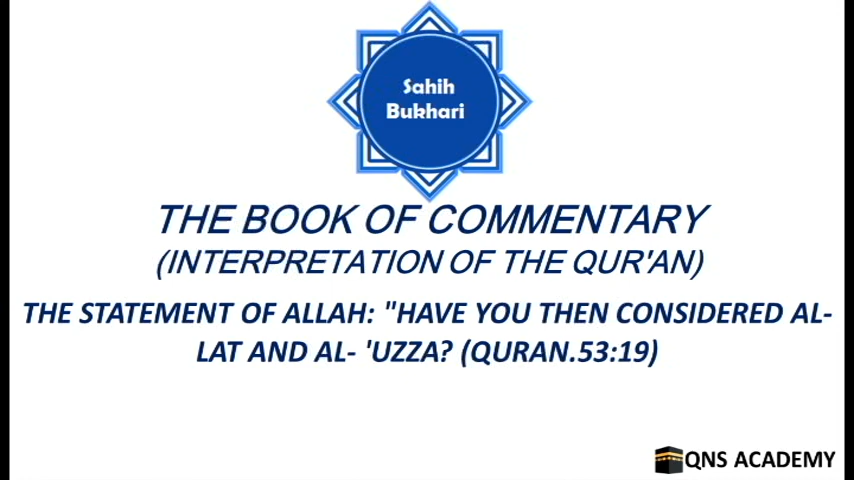 Sahih
Bukhari
THE BOOK OF COMMENTARY
(INTERPRETATION OF THE QUR'AN)
THE STATEMENT OF ALLAH: "HAVE YOU THEN CONSIDERED AL-
LAT AND AL- 'UZZA? (QURAN.53:19)
QNS ACADEMY